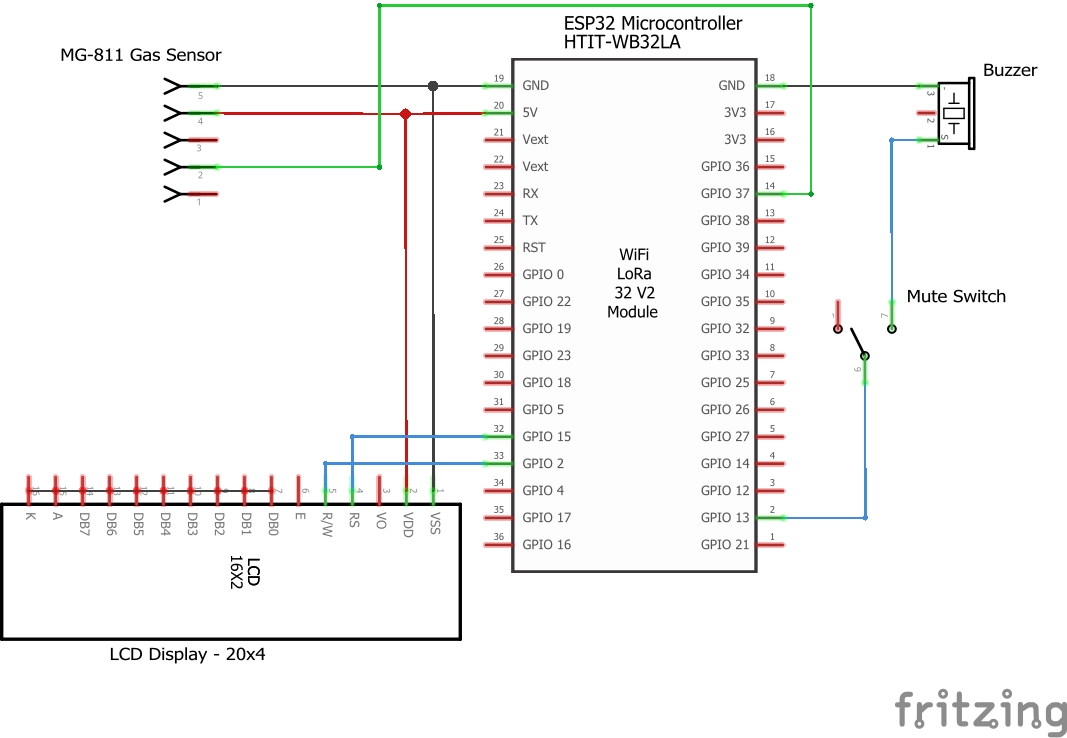 ESP32 Microcontroller
HTIT-WB32LA
MG-811 Gas Sensor
5
4
3
2
1
Buzzer
-
3
2
S
1
19 GND
20 5V
21 Vext
22 Vext
23 RX
24 TX
25 RST
26 GPIO 0
27 GPIO 22
28 GPIO 19
29 GPIO 23
30 GPIO 18
31 GPIO 5
32 GPIO 15
33 GPIO 2
34 GPIO 4
35 GPIO 17
36 GPIO 16
WiFi
LoRa
32 V2
Module
GND 18
3V3 17
3V3 16
GPIO 36 15
GPIO 37 14
GPIO 38 13
GPIO 39 12
GPIO 34 11
GPIO 35 10
GPIO 32 9
GPIO 33 8
GPIO 25 7
GPIO 26 6
GPIO 27 5
GPIO 14 4
GPIO 12 3
GPIO 13 2
GPIO 21 1
Mute Switch
16 15 14 13 12 11 10 9 8 7 6 5 4 3 2 1
K A DB7 DB6 DB5 DB4 DB3 DB2 DB1 DB0 E R/W RS VO VDD VSS
LCD
16X2
LCD Display - 20x4
fritzing